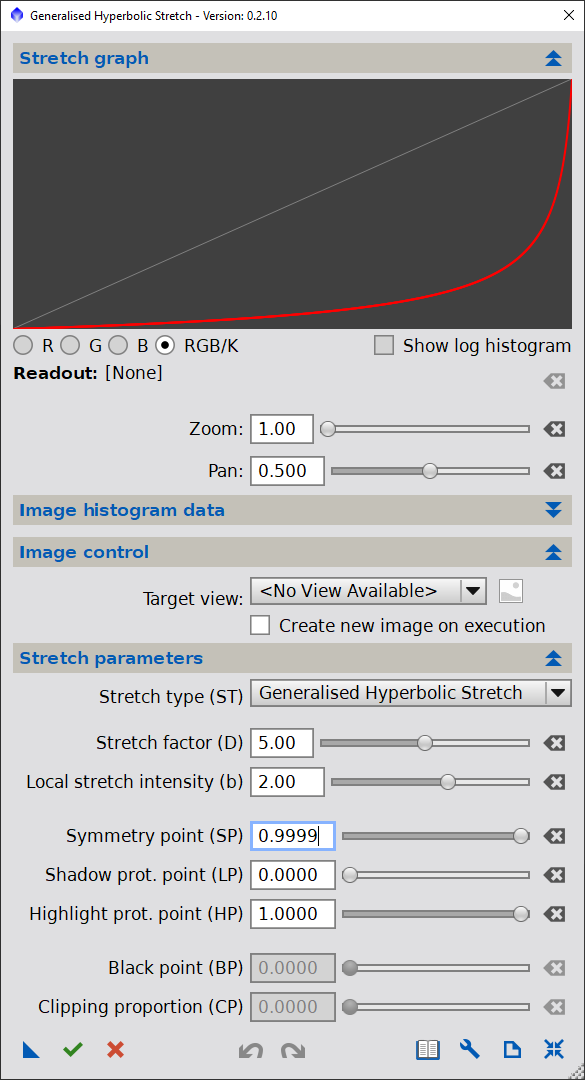 Generalised Hyperbolic Stretch - Version: 0.2.10
Stretch graph
R G B RGB/K Show log histogram
Readout: [None]
Zoom: 1.00
Pan: 0.500
Image histogram data
Image control
Target view: <No View Available>
Create new image on execution
Stretch parameters
Stretch type (ST) Generalised Hyperbolic Stretch
Stretch factor (D) 5.00
Local stretch intensity (b) 2.00
Symmetry point (SP) 0.9999
Shadow prot. point (LP) 0.0000
Highlight prot. point (HP) 1.0000
Black point (BP) 0.0000
Clipping proportion (CP) 0.0000